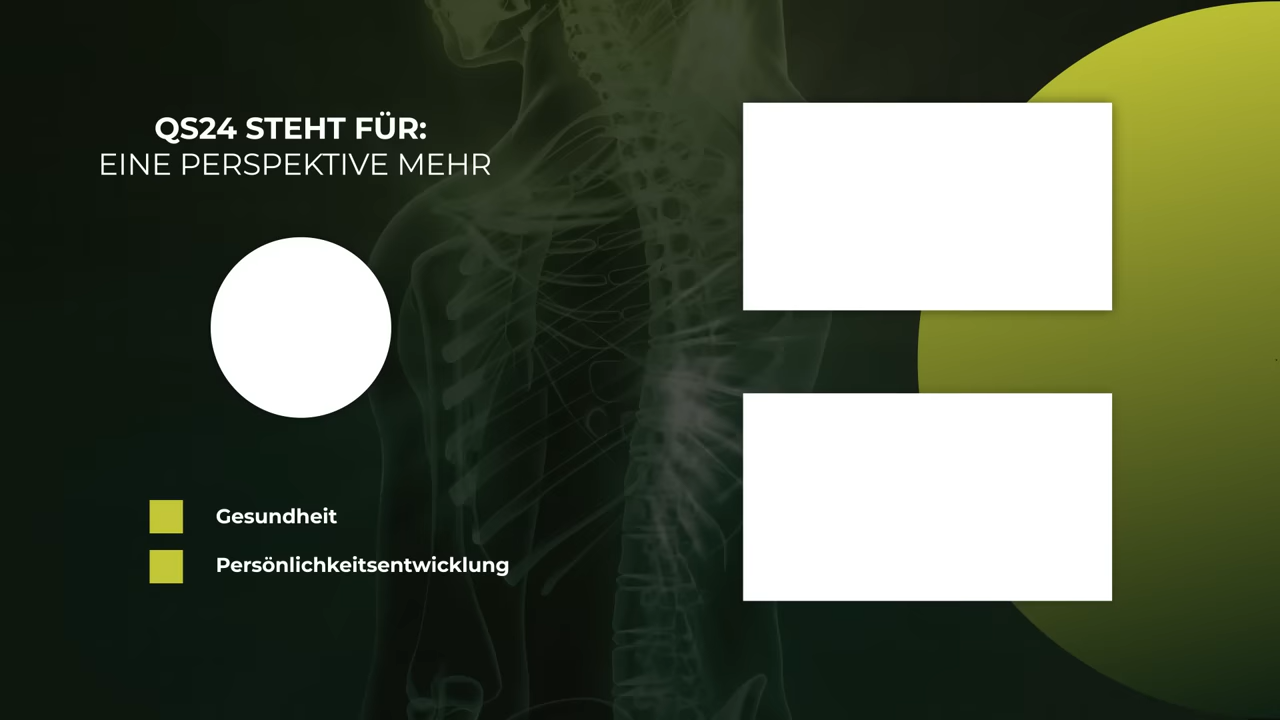 QS24 STEHT FÜR:
EINE PERSPEKTIVE MEHR
Gesundheit
Persönlichkeitsentwicklung